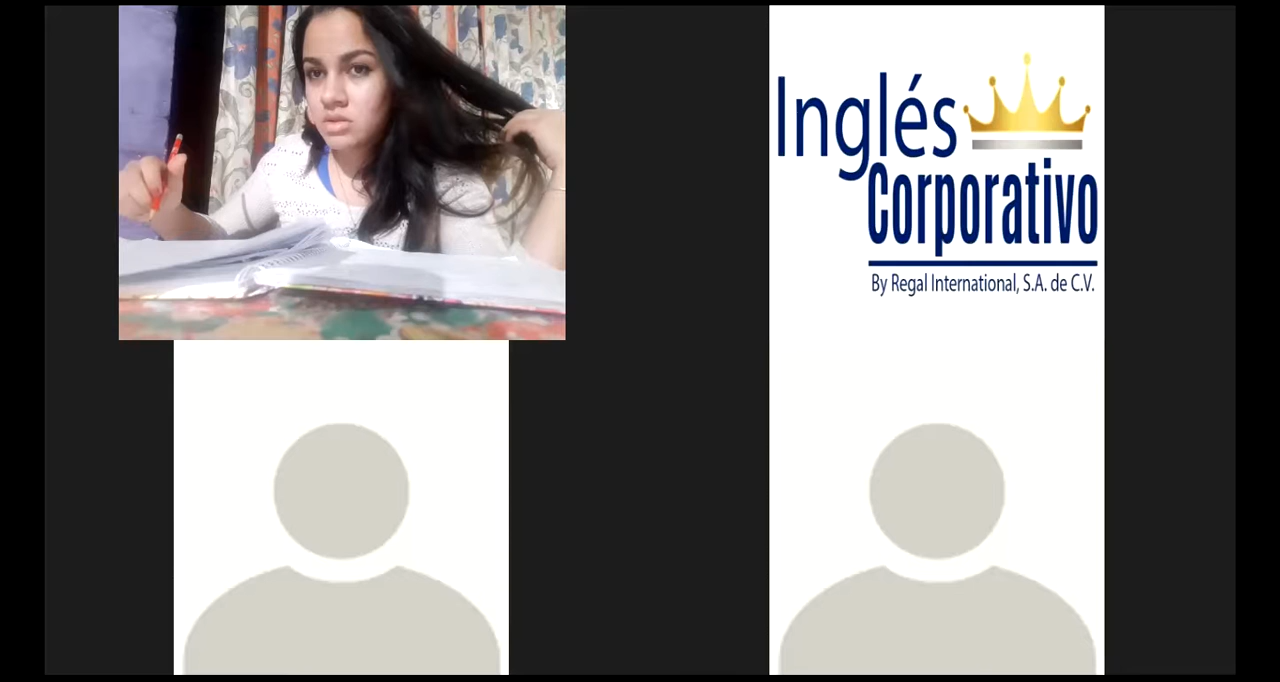 Inglés
Corporativo
By Regal International, S.A. de C.V.